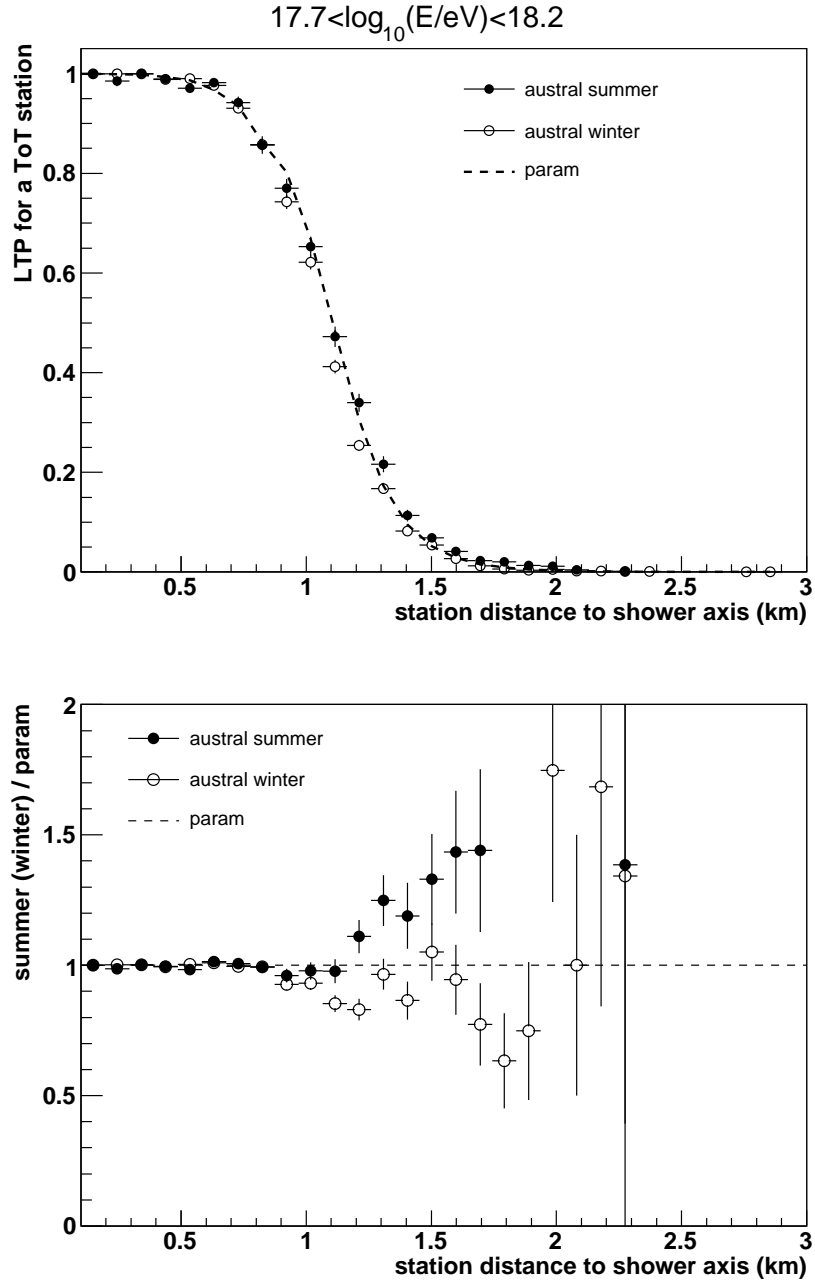 17.7<log10(E/eV)<18.2
LTP for a ToT station
1
0.8
0.6
0.4
0.2
0
austral summer
austral winter
param
0.5 1 1.5 2 2.5 3
station distance to shower axis (km)
summer (winter) / param
2
1.5
1
0.5
0
austral summer
austral winter
param
0.5 1 1.5 2 2.5 3
station distance to shower axis (km)